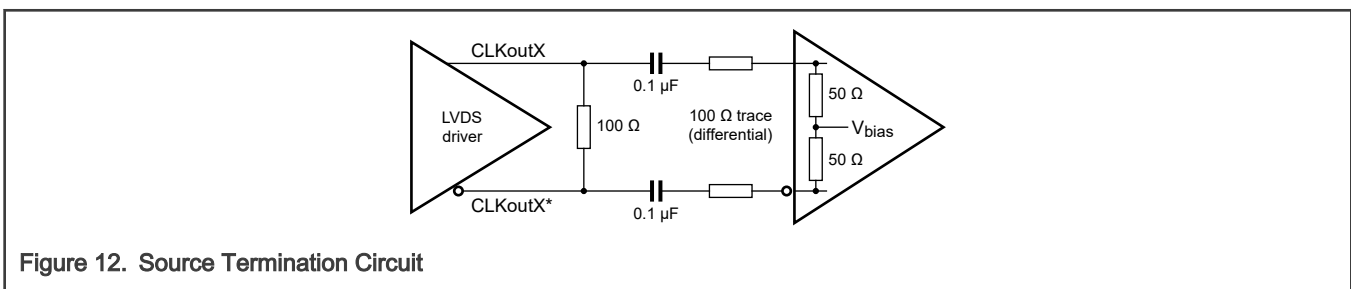 CLKoutX
0.1 µF
50 Ω
LVDS
driver
100 Ω
100 Ω trace
(differential)
Vbias
50 Ω
CLKoutX*
0.1 µF
Figure 12. Source Termination Circuit